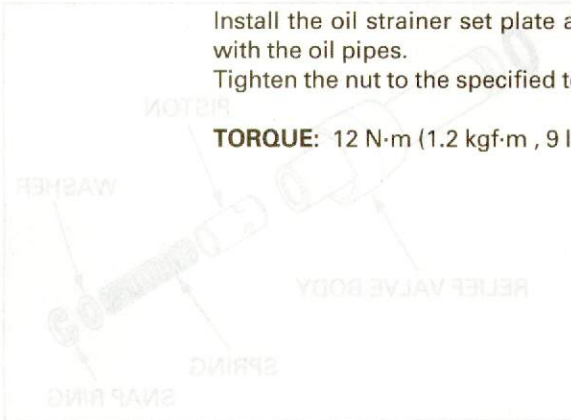 Install the oil strainer set plate a
with the oil pipes.
Tighten the nut to the specified t
PISTON
TORQUE: 12 N·m (1.2 kgf·m , 9 l
WASHER
RELIEF VALVE BODY
SPRING
SNAP RING